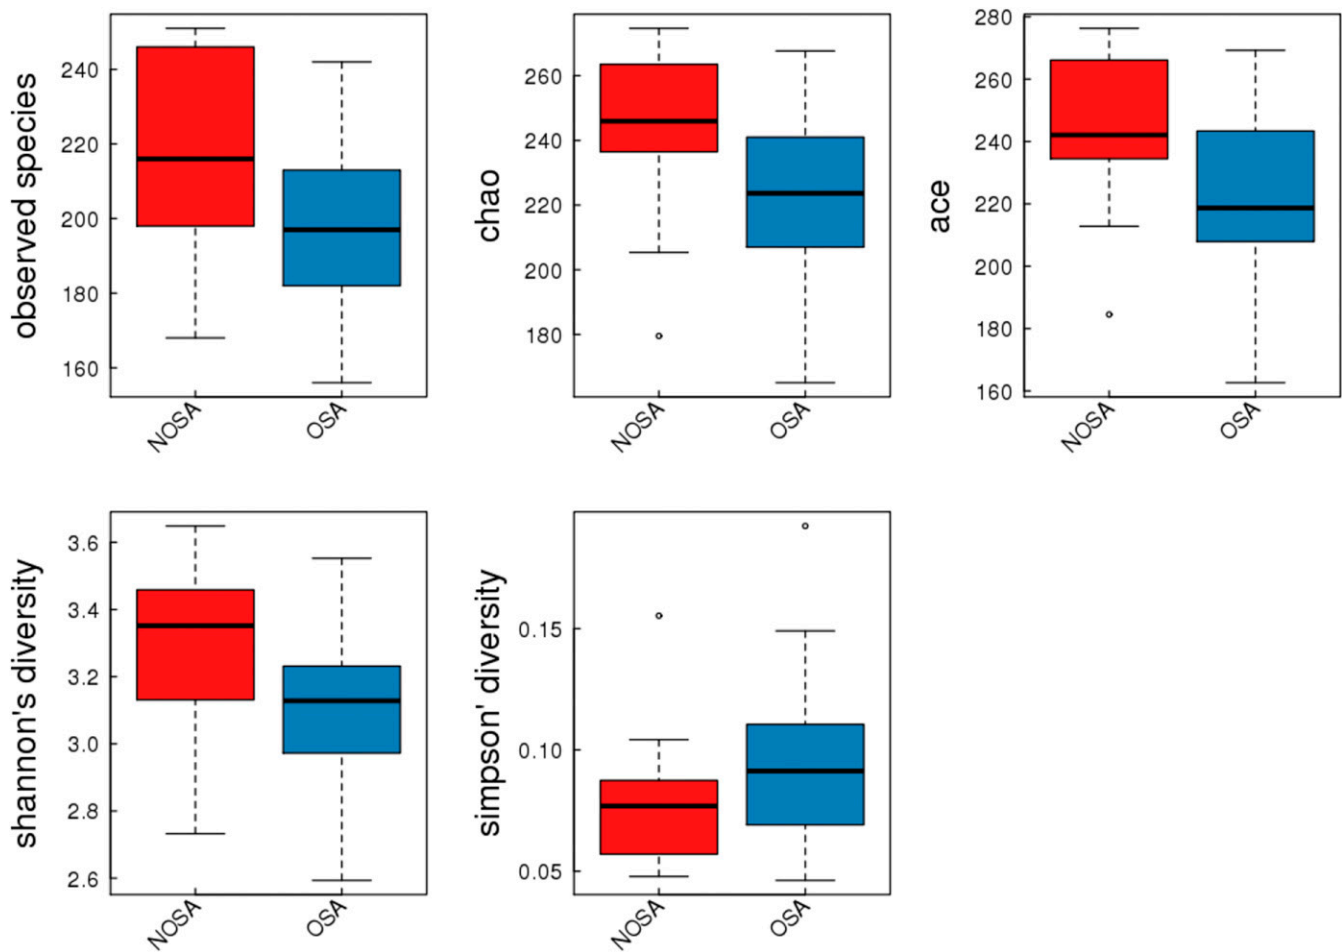 observed species
240
220
200
180
160
NOSA
OSA
chao
260
240
220
200
180
NOSA
OSA
ace
280
260
240
220
200
180
160
NOSA
OSA
shannon's diversity
3.6
3.4
3.2
3.0
2.8
2.6
NOSA
OSA
simpson' diversity
0.15
0.10
0.05
NOSA
OSA